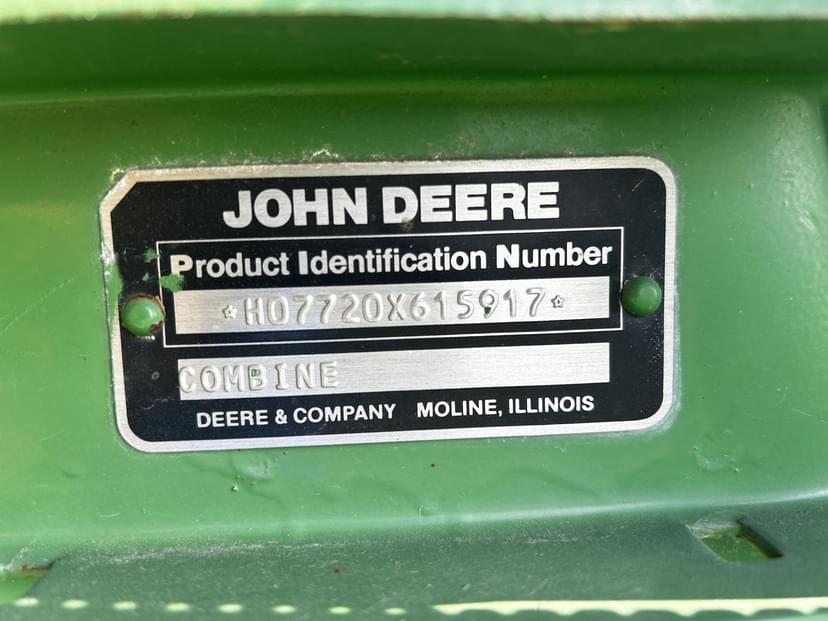 JOHN DEERE
Product Identification Number
*H07720X615917*
COMBINE
DEERE & COMPANY MOLINE, ILLINOIS